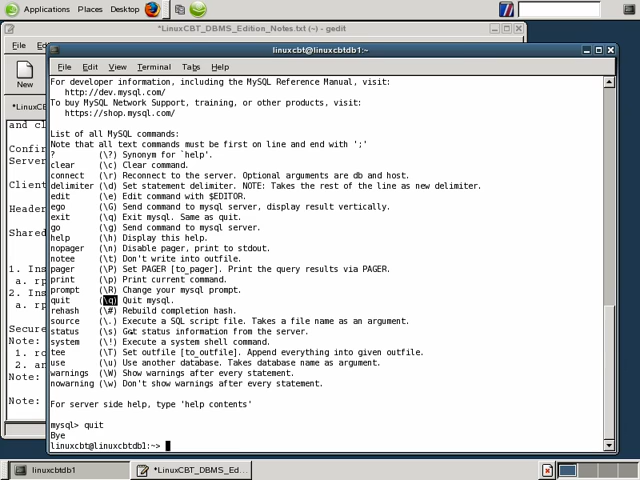 Applications Places Desktop
*LinuxCBT_DBMS_Edition_Notes.txt (~) - gedit
linuxcbt@linuxcbtdb1:~
File Edit View Terminal Tabs Help
New
*LinuxC
and cl
Confir
Server
Client
Header
Shared
1. Ins
a. rp
2. Ins
a. rp
Secure
Note:
1. ro
2. an
Note:
Note:
For developer information, including the MySQL Reference Manual, visit:
http://dev.mysql.com/
To buy MySQL Network Support, training, or other products, visit:
https://shop.mysql.com/
List of all MySQL commands:
Note that all text commands must be first on line and end with ';'
? (\?) Synonym for `help'.
clear (\c) Clear command.
connect (\r) Reconnect to the server. Optional arguments are db and host.
delimiter (\d) Set statement delimiter. NOTE: Takes the rest of the line as new delimiter.
edit (\e) Edit command with $EDITOR.
ego (\G) Send command to mysql server, display result vertically.
exit (\q) Exit mysql. Same as quit.
go (\g) Send command to mysql server.
help (\h) Display this help.
nopager (\n) Disable pager, print to stdout.
notee (\t) Don't write into outfile.
pager (\P) Set PAGER [to_pager]. Print the query results via PAGER.
print (\p) Print current command.
prompt (\R) Change your mysql prompt.
quit (\q) Quit mysql.
rehash (\#) Rebuild completion hash.
source (\.) Execute a SQL script file. Takes a file name as an argument.
status (\s) Get status information from the server.
system (\!) Execute a system shell command.
tee (\T) Set outfile [to_outfile]. Append everything into given outfile.
use (\u) Use another database. Takes database name as argument.
warnings (\W) Show warnings after every statement.
nowarning (\w) Don't show warnings after every statement.
For server side help, type 'help contents'
mysql> quit
Bye
linuxcbt@linuxcbtdb1:~>
linuxcbtdb1
*LinuxCBT_DBMS_Ed...